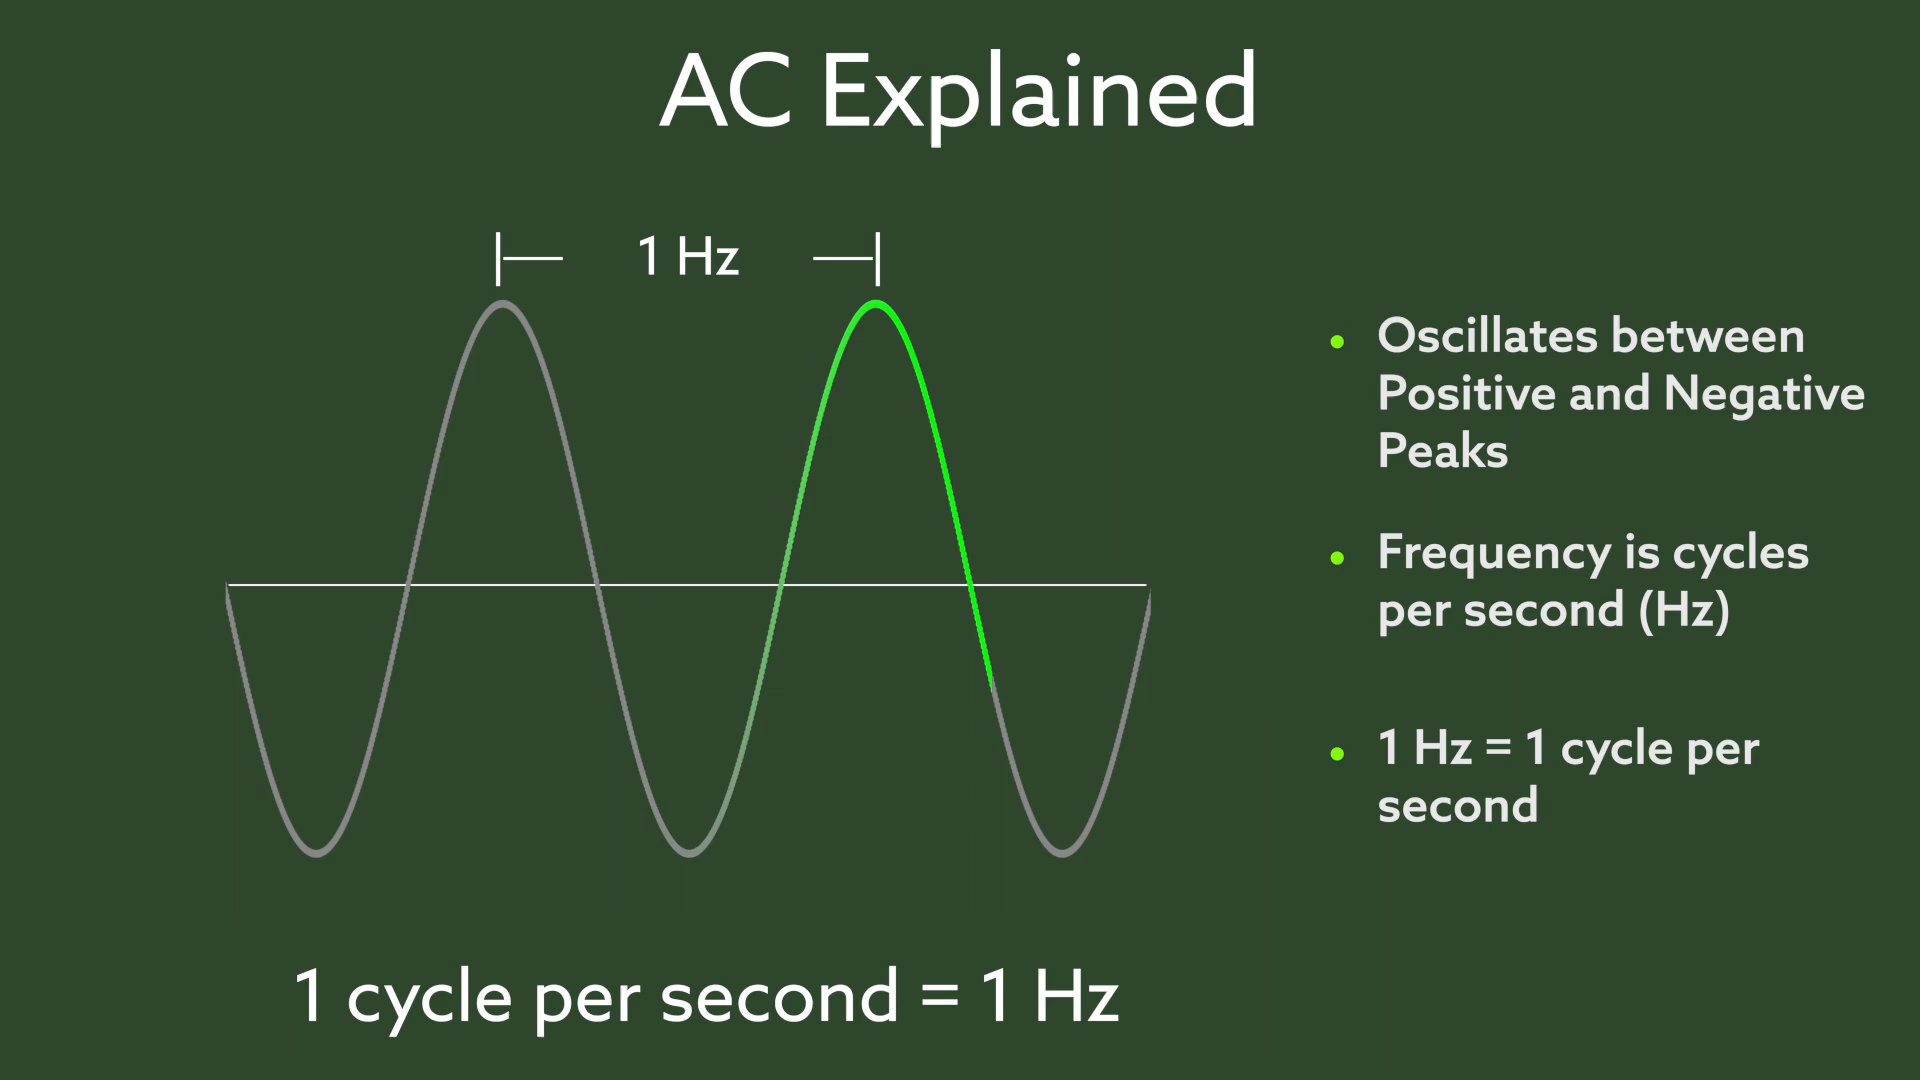 AC Explained
1 Hz
Oscillates between
Positive and Negative
Peaks
Frequency is cycles
per second (Hz)
1 Hz = 1 cycle per
second
1 cycle per second = 1 Hz